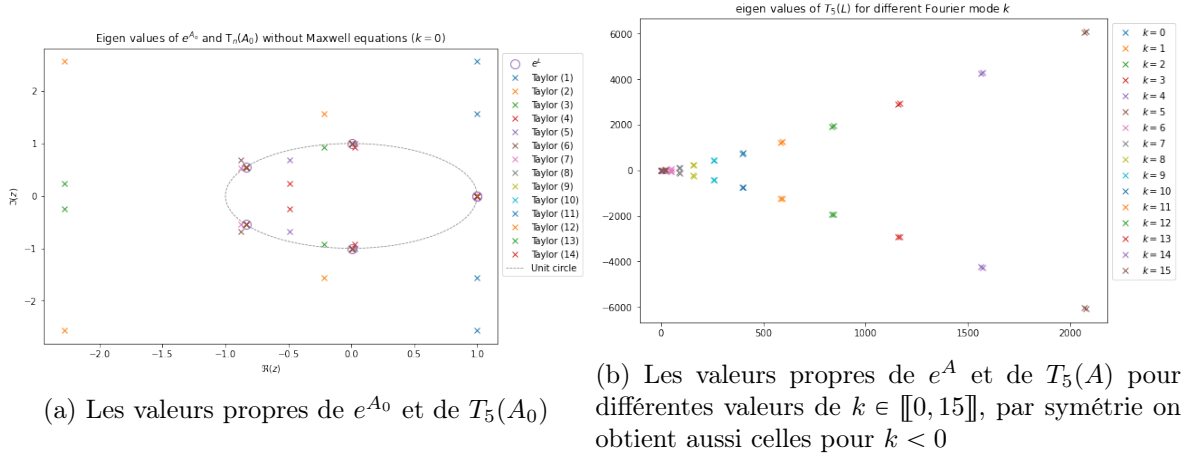 Eigen values of e^{A_0} and T_n(A_0) without Maxwell equations (k = 0)
2
1
0
−1
−2
ℑ(z)
−2.0
−1.5
−1.0
−0.5
0.0
0.5
1.0
ℜ(z)
e^L
Taylor (1)
Taylor (2)
Taylor (3)
Taylor (4)
Taylor (5)
Taylor (6)
Taylor (7)
Taylor (8)
Taylor (9)
Taylor (10)
Taylor (11)
Taylor (12)
Taylor (13)
Taylor (14)
Unit circle
(a) Les valeurs propres de e^{A_0} et de T_5(A_0)
eigen values of T_5(L) for different Fourier mode k
6000
4000
2000
0
−2000
−4000
−6000
0
500
1000
1500
2000
k = 0
k = 1
k = 2
k = 3
k = 4
k = 5
k = 6
k = 7
k = 8
k = 9
k = 10
k = 11
k = 12
k = 13
k = 14
k = 15
(b) Les valeurs propres de e^A et de T_5(A) pour
différentes valeurs de k ∈ ⟦0, 15⟧, par symétrie on
obtient aussi celles pour k < 0